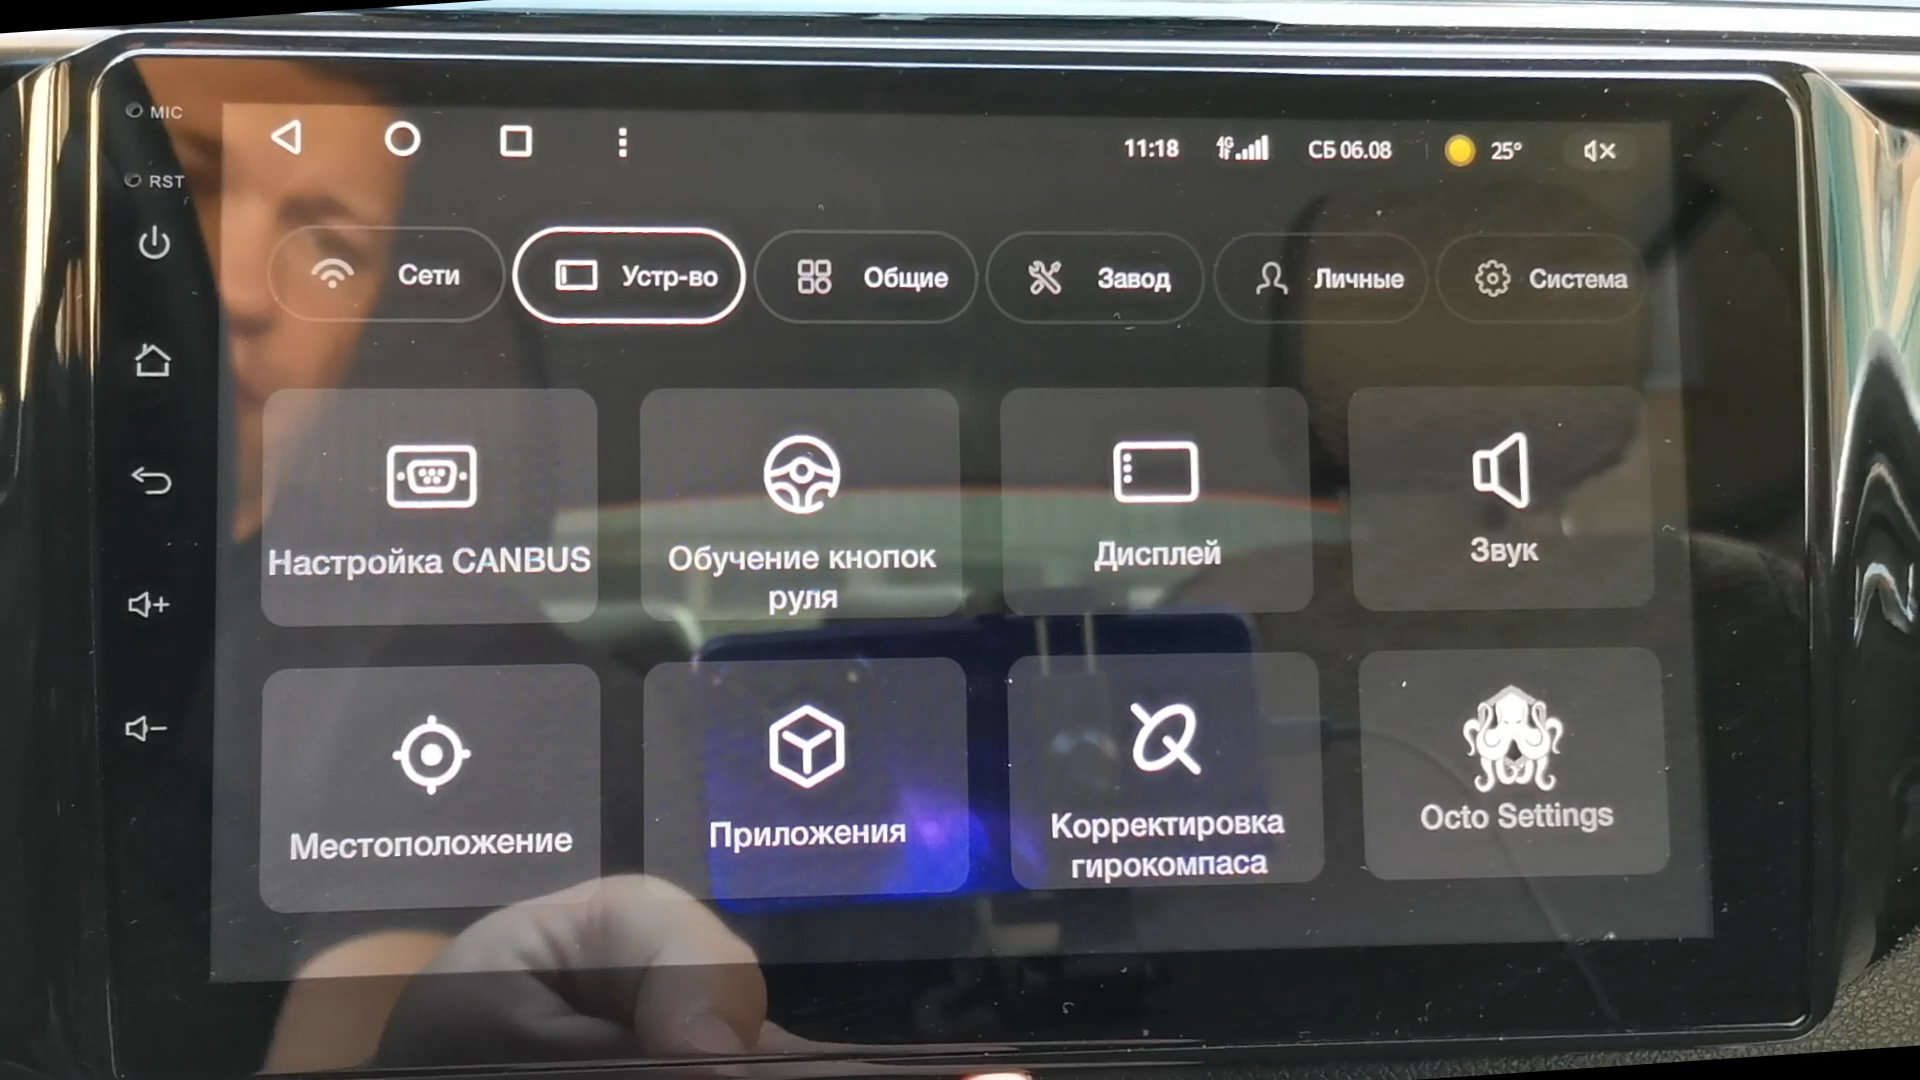 MIC
RST
11:18
4G
СБ 06.08
25°
Сети
Устр-во
Общие
Завод
Личные
Система
Настройка CANBUS
Обучение кнопок
руля
Дисплей
Звук
Местоположение
Приложения
Корректировка
гирокомпаса
Octo Settings